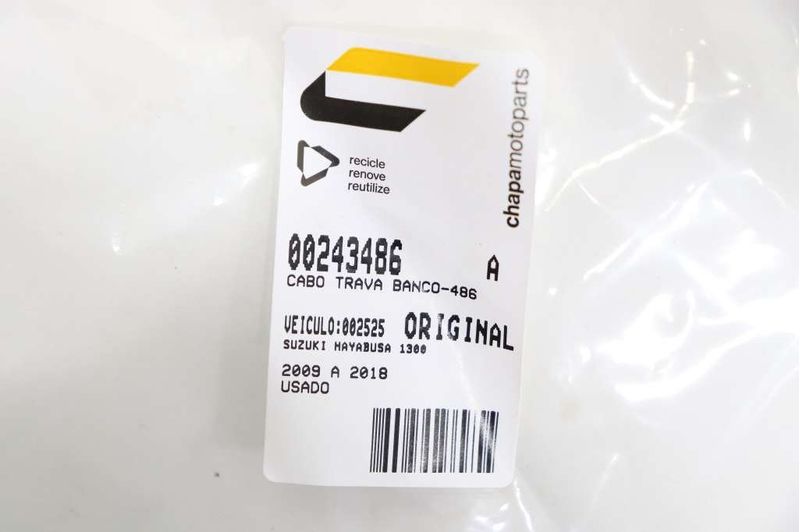 chapamotoparts
recicle
renove
reutilize
00243486 A
CABO TRAVA BANCO-486
VEICULO:002525 ORIGINAL
SUZUKI HAYABUSA 1300
2009 A 2018
USADO